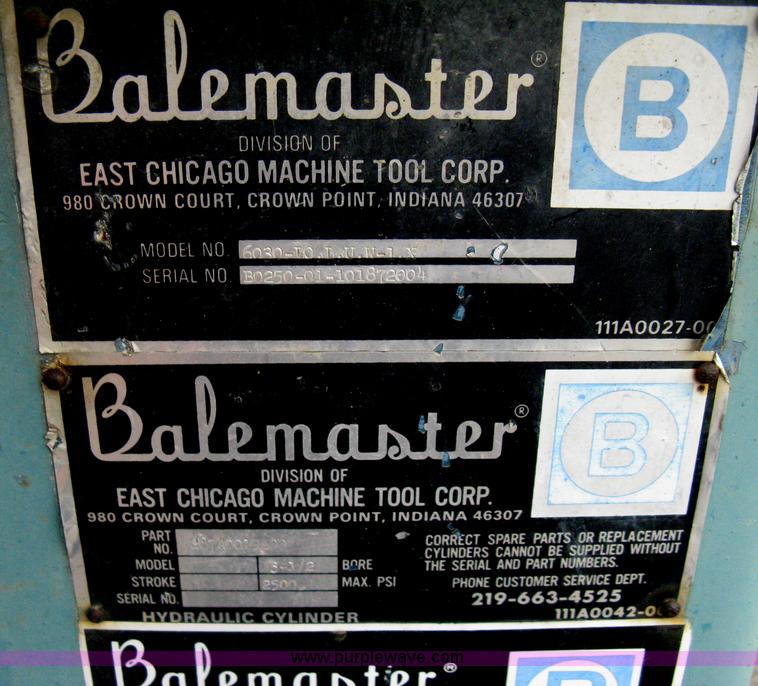 Balemaster ®
B
DIVISION OF
EAST CHICAGO MACHINE TOOL CORP.
980 CROWN COURT, CROWN POINT, INDIANA 46307
MODEL NO.
SERIAL NO. B0250-01-101872004
111A0027-00
Balemaster ®
B
DIVISION OF
EAST CHICAGO MACHINE TOOL CORP.
980 CROWN COURT, CROWN POINT, INDIANA 46307
PART NO.
MODEL 3-1/2 BORE
STROKE 2500 MAX. PSI
SERIAL NO.
HYDRAULIC CYLINDER
CORRECT SPARE PARTS OR REPLACEMENT
CYLINDERS CANNOT BE SUPPLIED WITHOUT
THE SERIAL AND PART NUMBERS.
PHONE CUSTOMER SERVICE DEPT.
219-663-4525
111A0042-0
www.purplewave.com
Balemaster ®
B